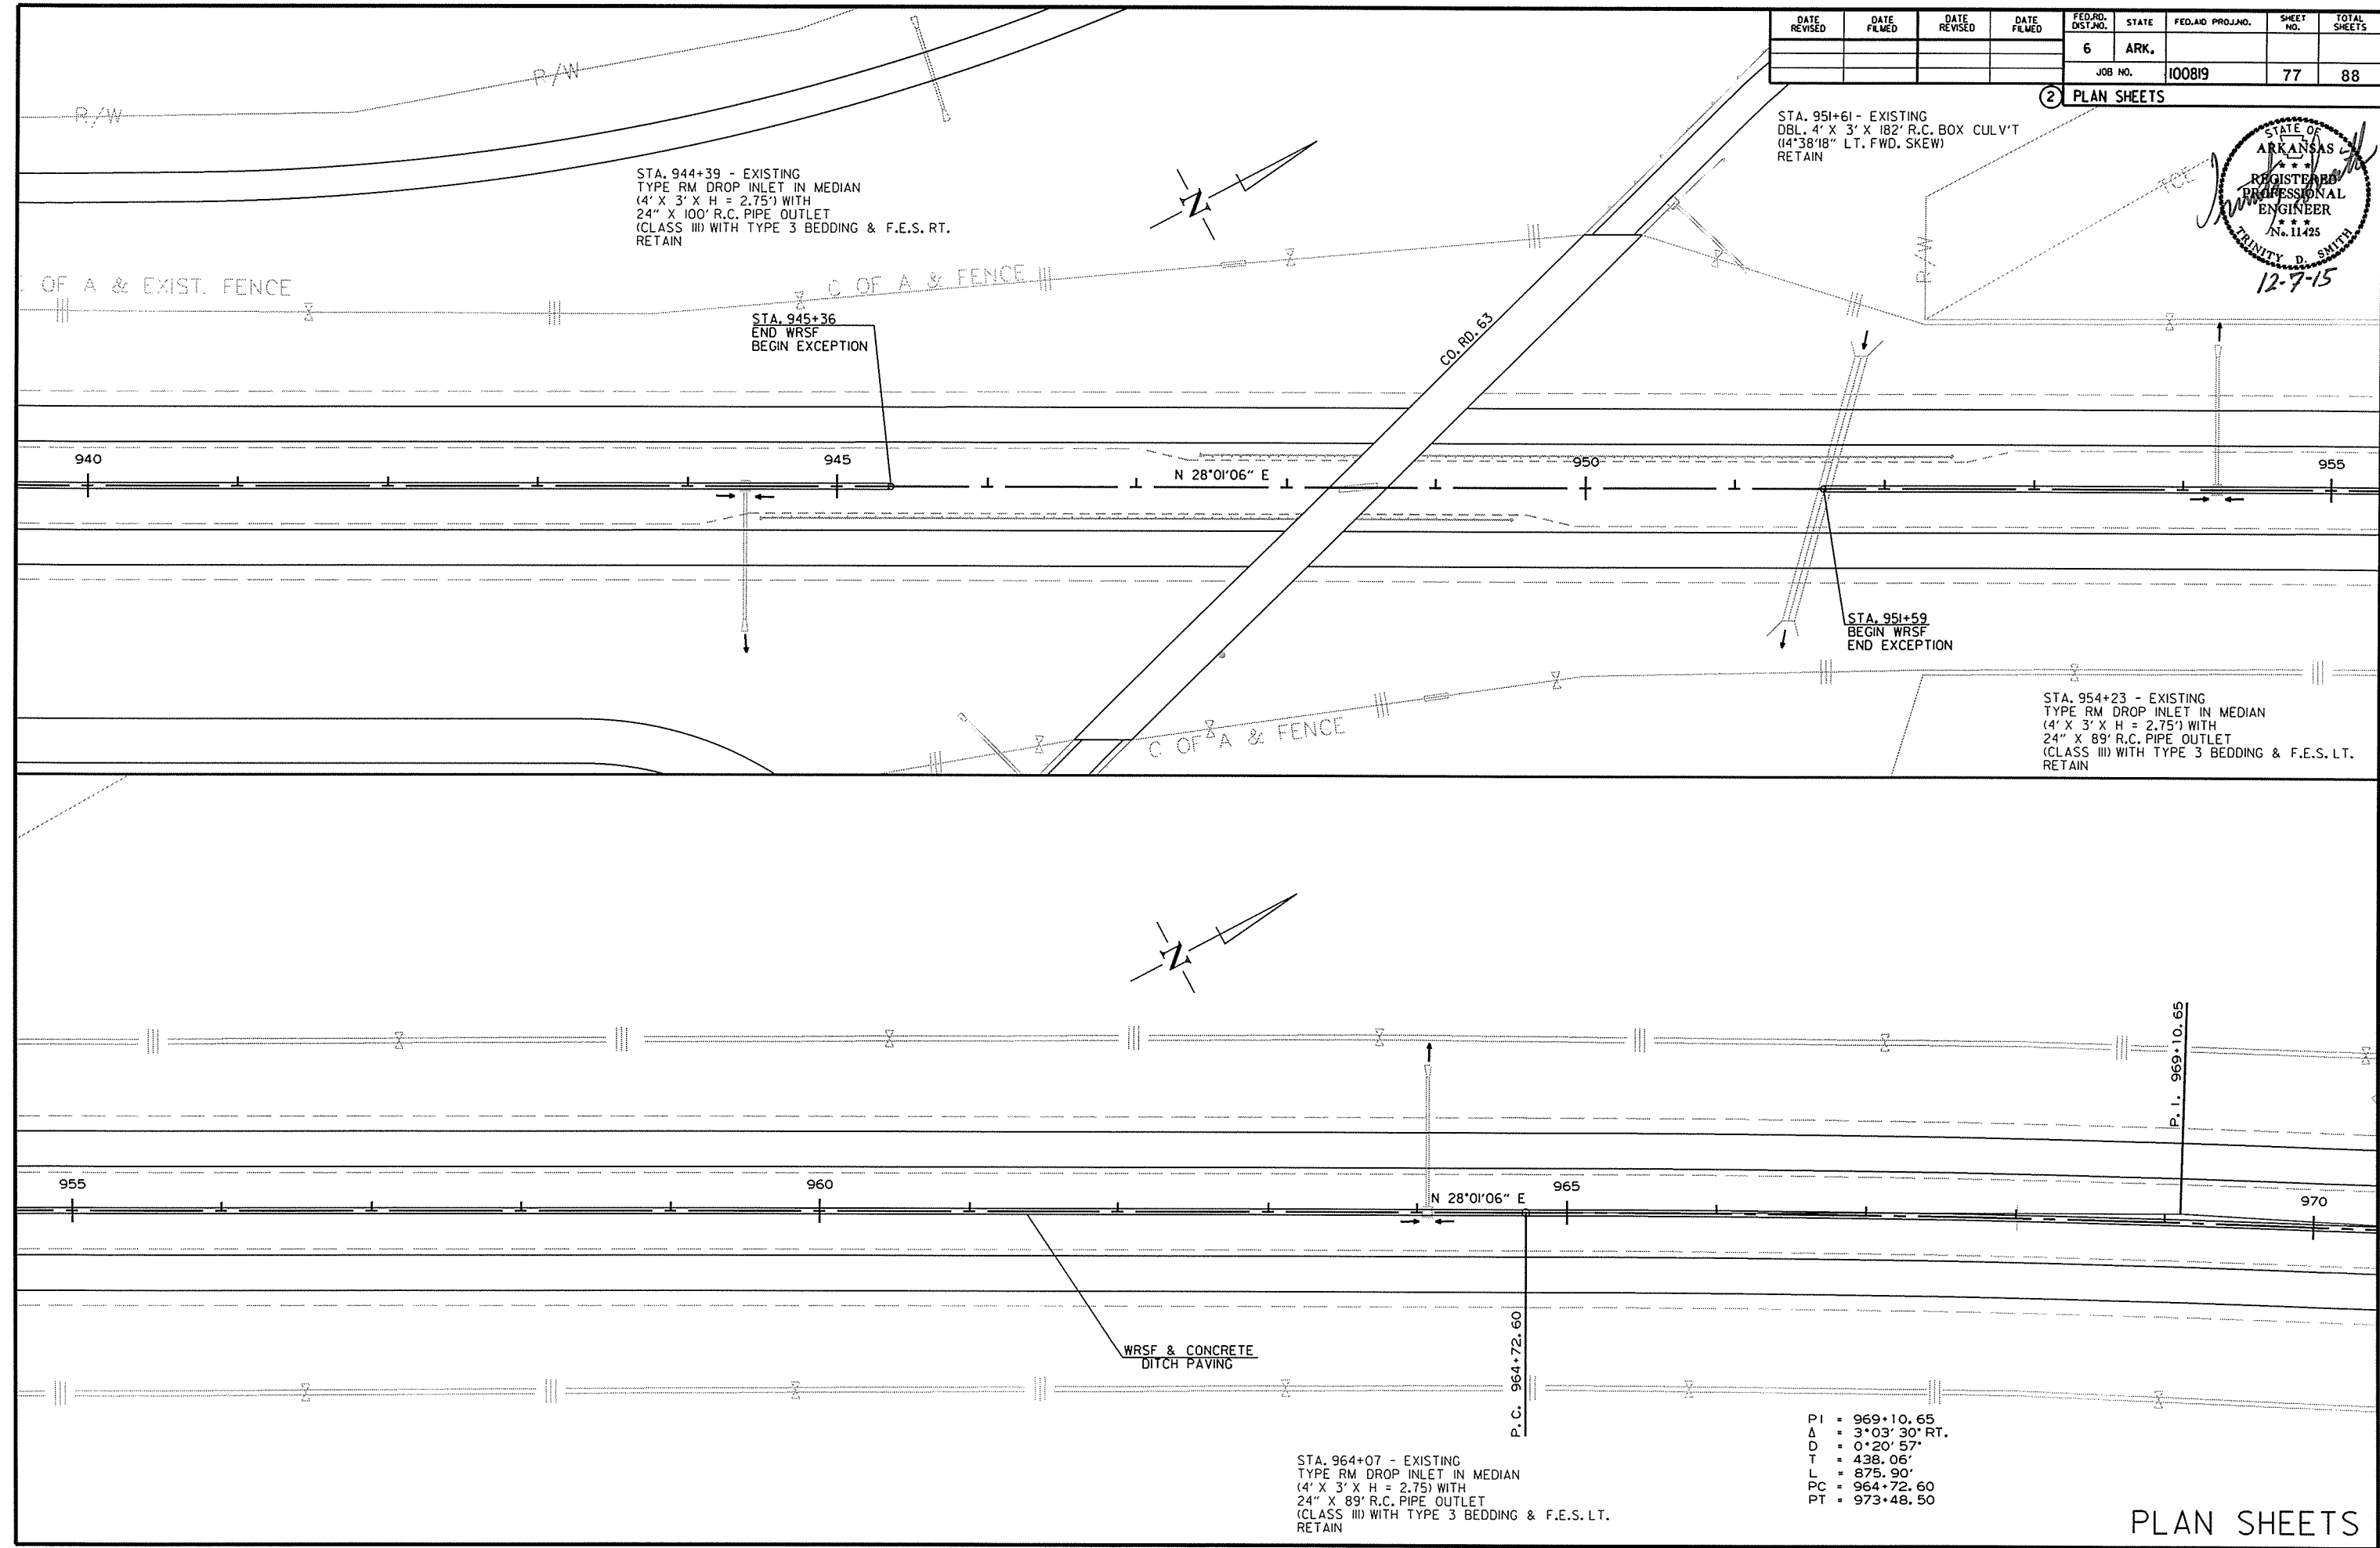 DATE REVISED
DATE FILMED
DATE REVISED
DATE FILMED
FED.RD. DIST.NO.
STATE
FED.AID PROJ.NO.
SHEET NO.
TOTAL SHEETS
6
ARK.
JOB NO.
100819
77
88
2 PLAN SHEETS
STATE OF
ARKANSAS
★ ★ ★
REGISTERED
PROFESSIONAL
ENGINEER
★ ★ ★
No. 11425
TRINITY D. SMITH
12-7-15
R/W
R/W
STA. 944+39 - EXISTING
TYPE RM DROP INLET IN MEDIAN
(4' X 3' X H = 2.75') WITH
24" X 100' R.C. PIPE OUTLET
(CLASS III) WITH TYPE 3 BEDDING & F.E.S. RT.
RETAIN
N
STA. 951+61 - EXISTING
DBL. 4' X 3' X 182' R.C. BOX CULV'T
(14°38'18" LT. FWD. SKEW)
RETAIN
TCE
R/W
OF A & EXIST. FENCE
C OF A & FENCE
STA. 945+36
END WRSF
BEGIN EXCEPTION
CO. RD. 63
940
945
N 28°01'06" E
950
955
STA. 951+59
BEGIN WRSF
END EXCEPTION
C OF A & FENCE
STA. 954+23 - EXISTING
TYPE RM DROP INLET IN MEDIAN
(4' X 3' X H = 2.75') WITH
24" X 89' R.C. PIPE OUTLET
(CLASS III) WITH TYPE 3 BEDDING & F.E.S. LT.
RETAIN
N
P.I. 969+10.65
955
960
N 28°01'06" E
965
970
WRSF & CONCRETE
DITCH PAVING
P.C. 964+72.60
STA. 964+07 - EXISTING
TYPE RM DROP INLET IN MEDIAN
(4' X 3' X H = 2.75) WITH
24" X 89' R.C. PIPE OUTLET
(CLASS III) WITH TYPE 3 BEDDING & F.E.S. LT.
RETAIN
PI = 969+10.65
Δ = 3°03'30" RT.
D = 0°20'57"
T = 438.06'
L = 875.90'
PC = 964+72.60
PT = 973+48.50
PLAN SHEETS